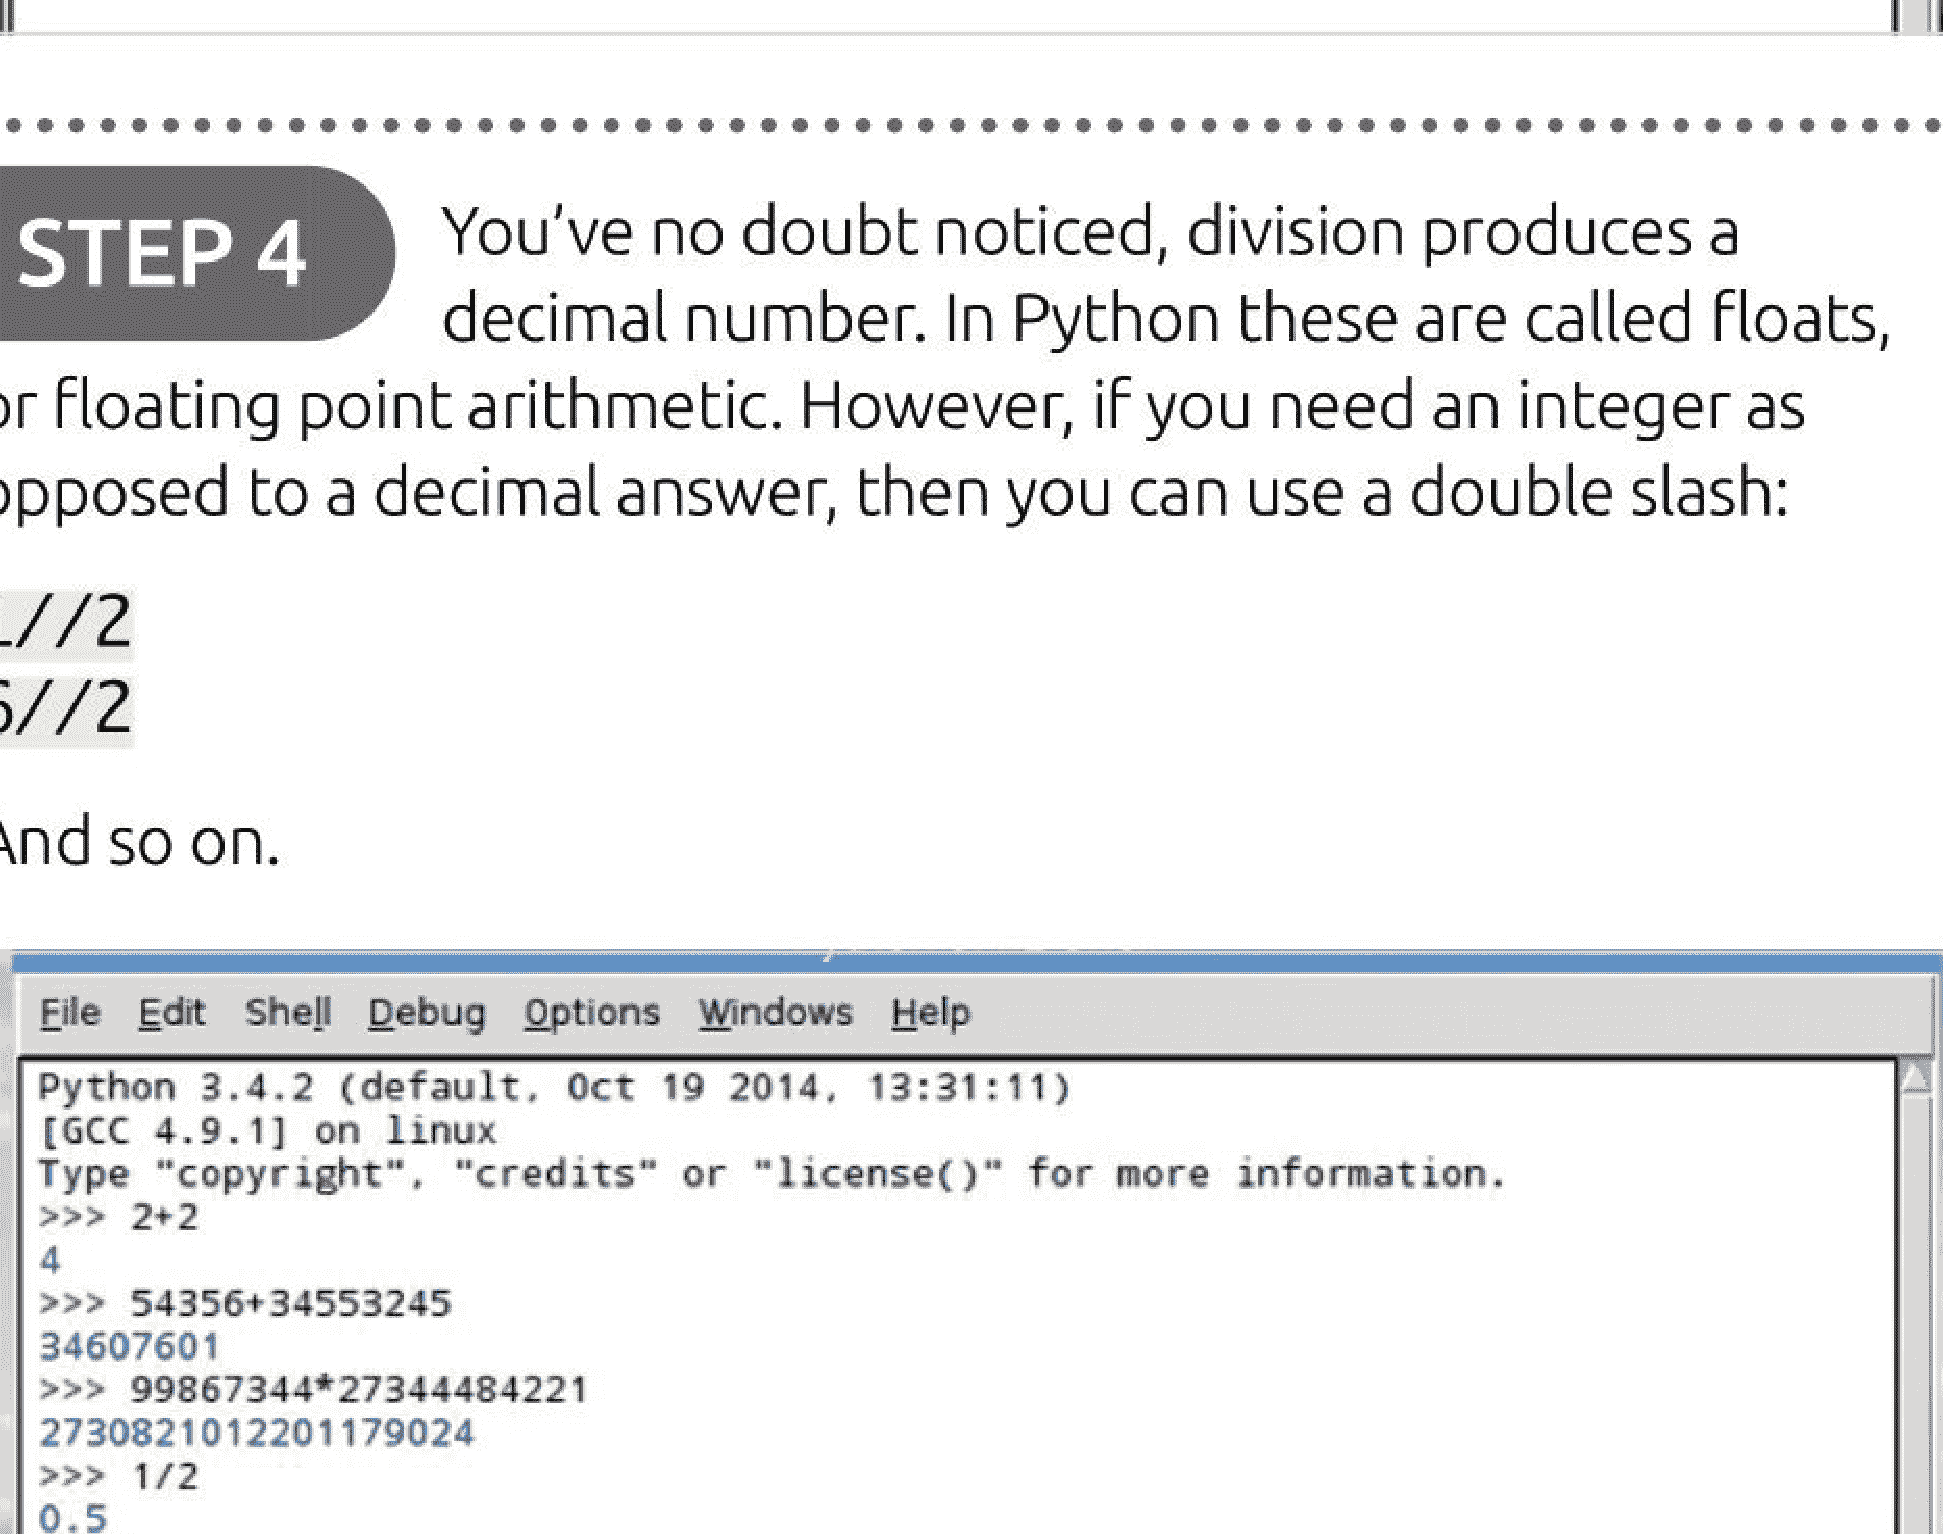 STEP 4
You've no doubt noticed, division produces a
decimal number. In Python these are called floats,
or floating point arithmetic. However, if you need an integer as
opposed to a decimal answer, then you can use a double slash:
1//2
6//2
And so on.
File Edit Shell Debug Options Windows Help
Python 3.4.2 (default, Oct 19 2014, 13:31:11)
[GCC 4.9.1] on linux
Type "copyright", "credits" or "license()" for more information.
>>> 2+2
4
>>> 54356+34553245
34607601
>>> 99867344*27344484221
2730821012201179024
>>> 1/2
0.5